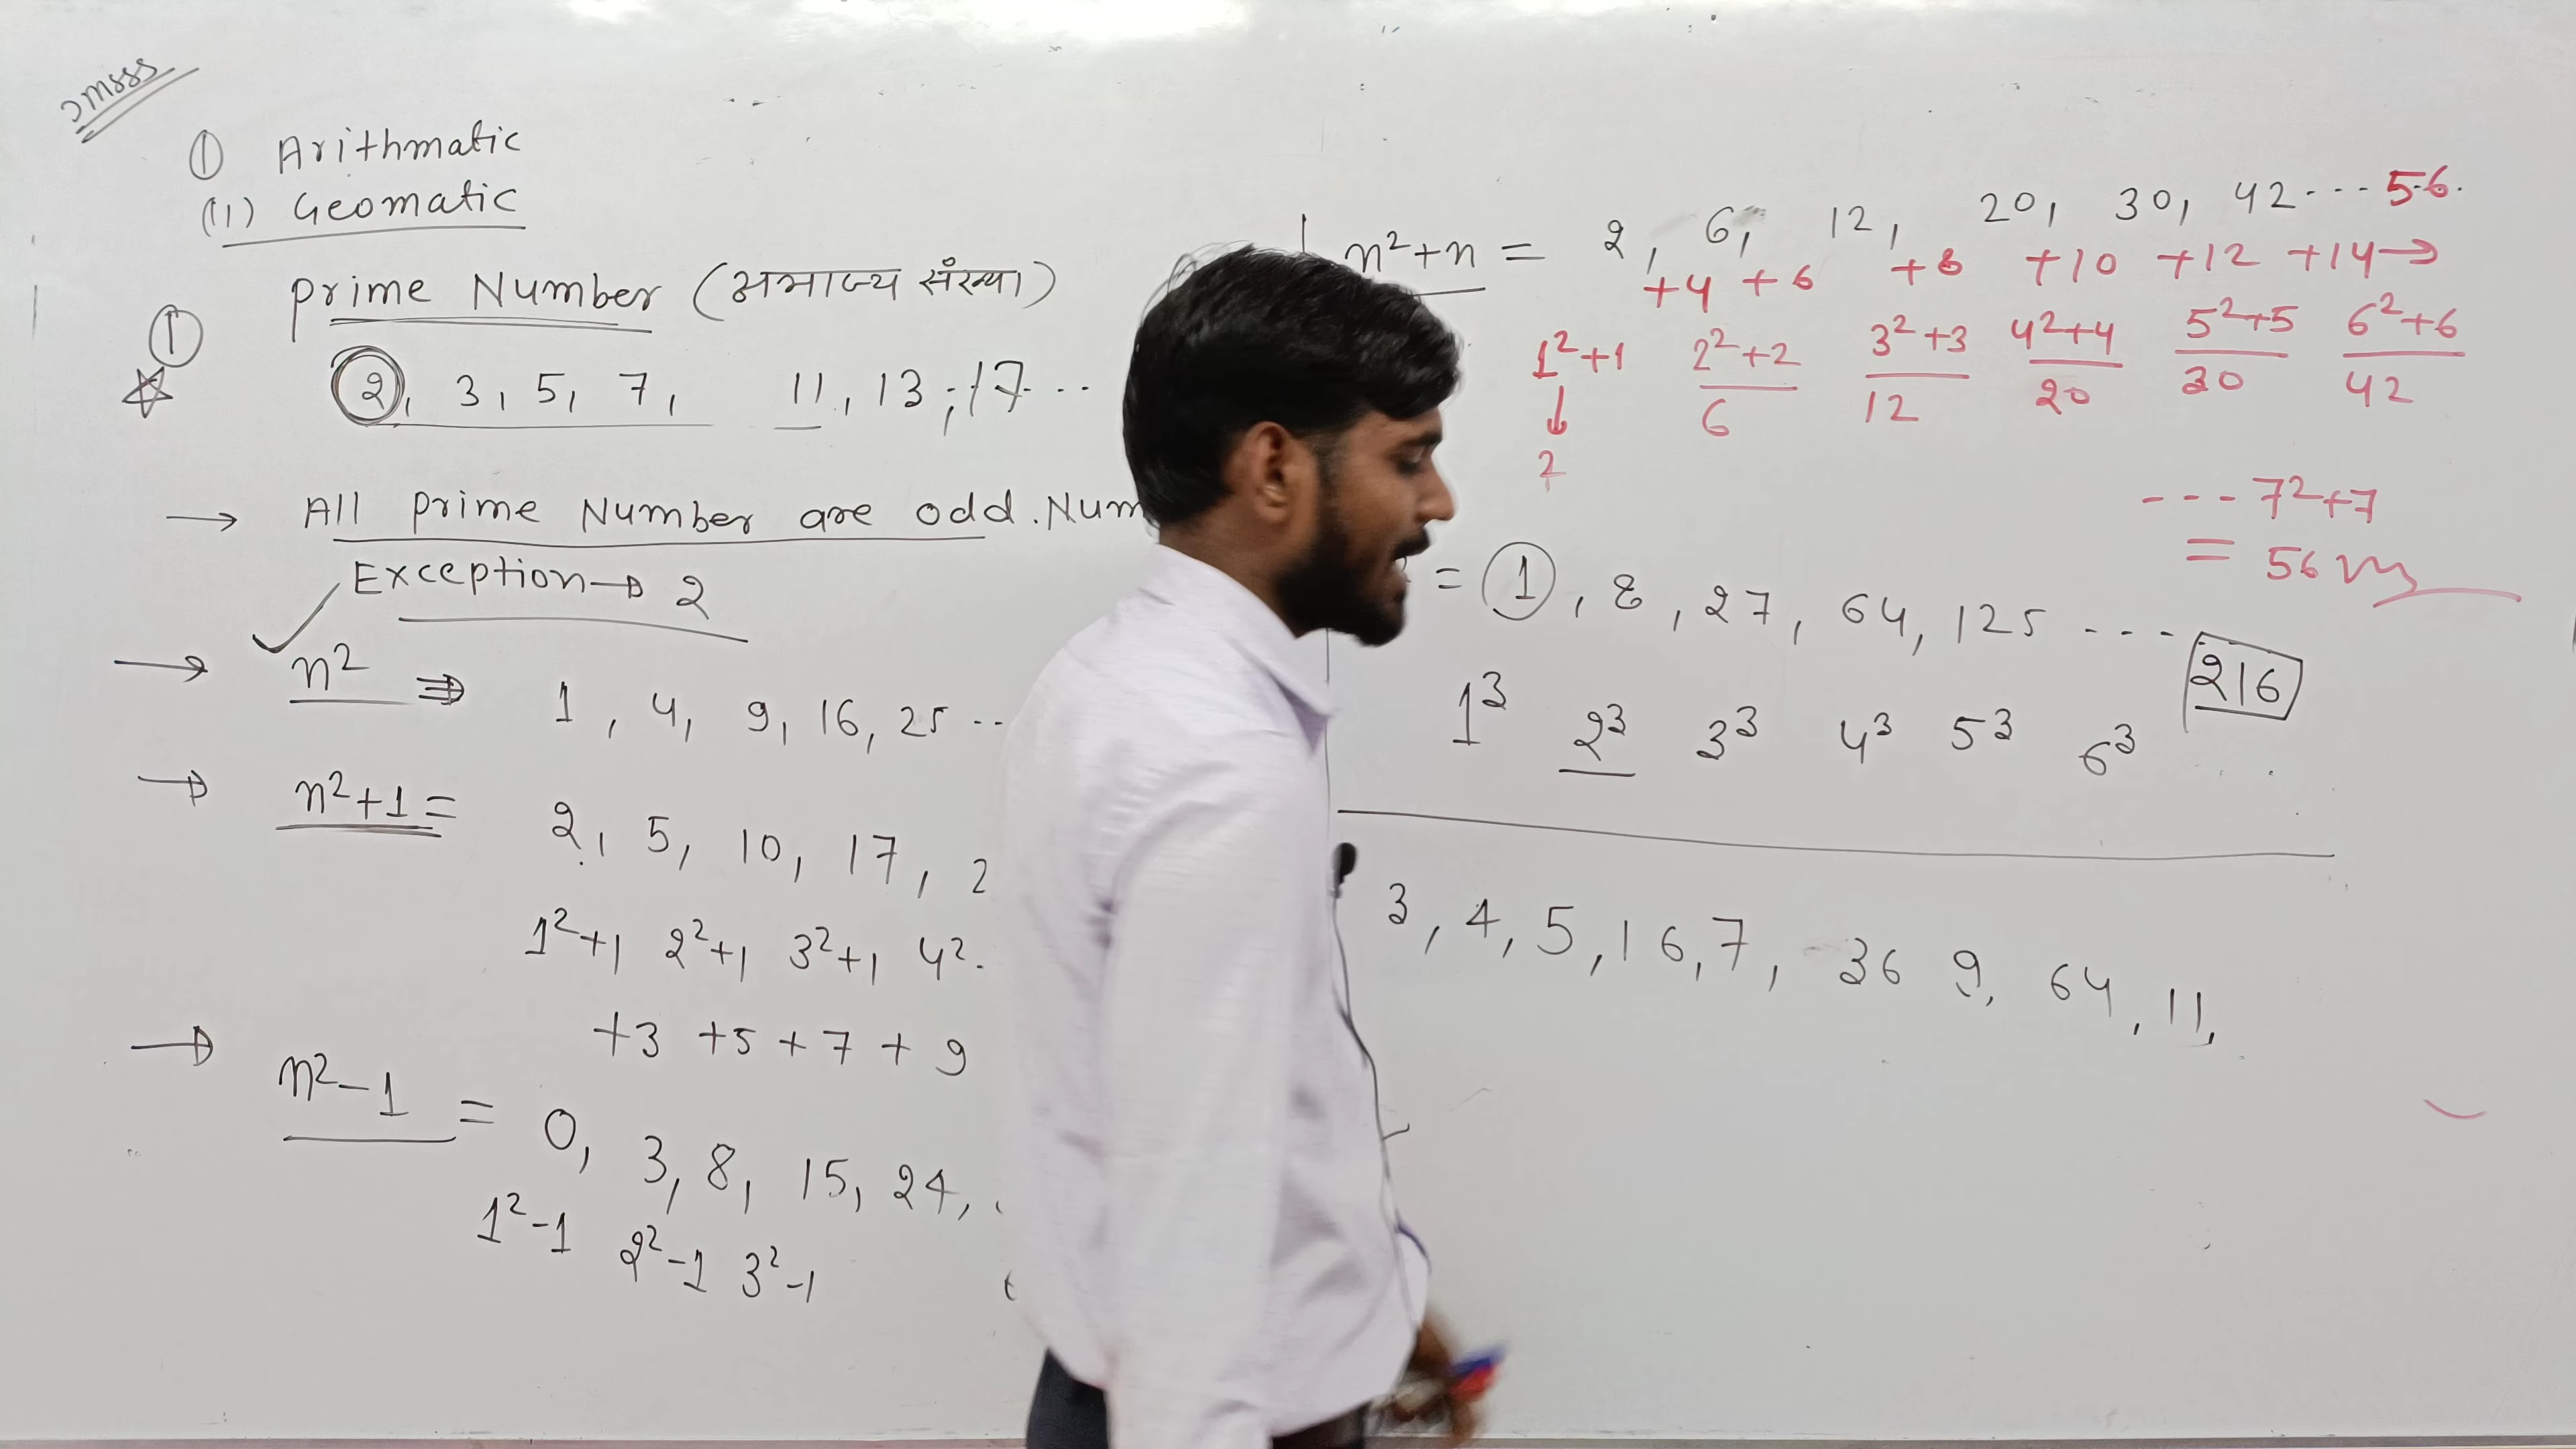 ① Arithmatic
(11) Geomatic
prime Number (अभाज्य संख्या)
①
2, 3, 5, 7, 11, 13, 17 ...
→ All prime Number are odd. Num
Exception → 2
→ n² ⇒ 1, 4, 9, 16, 25 ..
→ n²+1 = 2, 5, 10, 17, 2
1²+1 2²+1 3²+1 4².
+3 +5 +7 +9
→ n²-1 = 0, 3, 8, 15, 24, .
1²-1 2²-1 3²-1
n²+n = 2, 6, 12, 20, 30, 42 --- 56.
+4 +6 +8 +10 +12 +14 →
1²+1 2²+2 3²+3 4²+4 5²+5 6²+6
↓ 6 12 20 30 42
2
--- 7²+7
= 56
= 1, 8, 27, 64, 125 ---- 216
1³ 2³ 3³ 4³ 5³ 6³
3, 4, 5, 16, 7, 36 9, 64, 11,